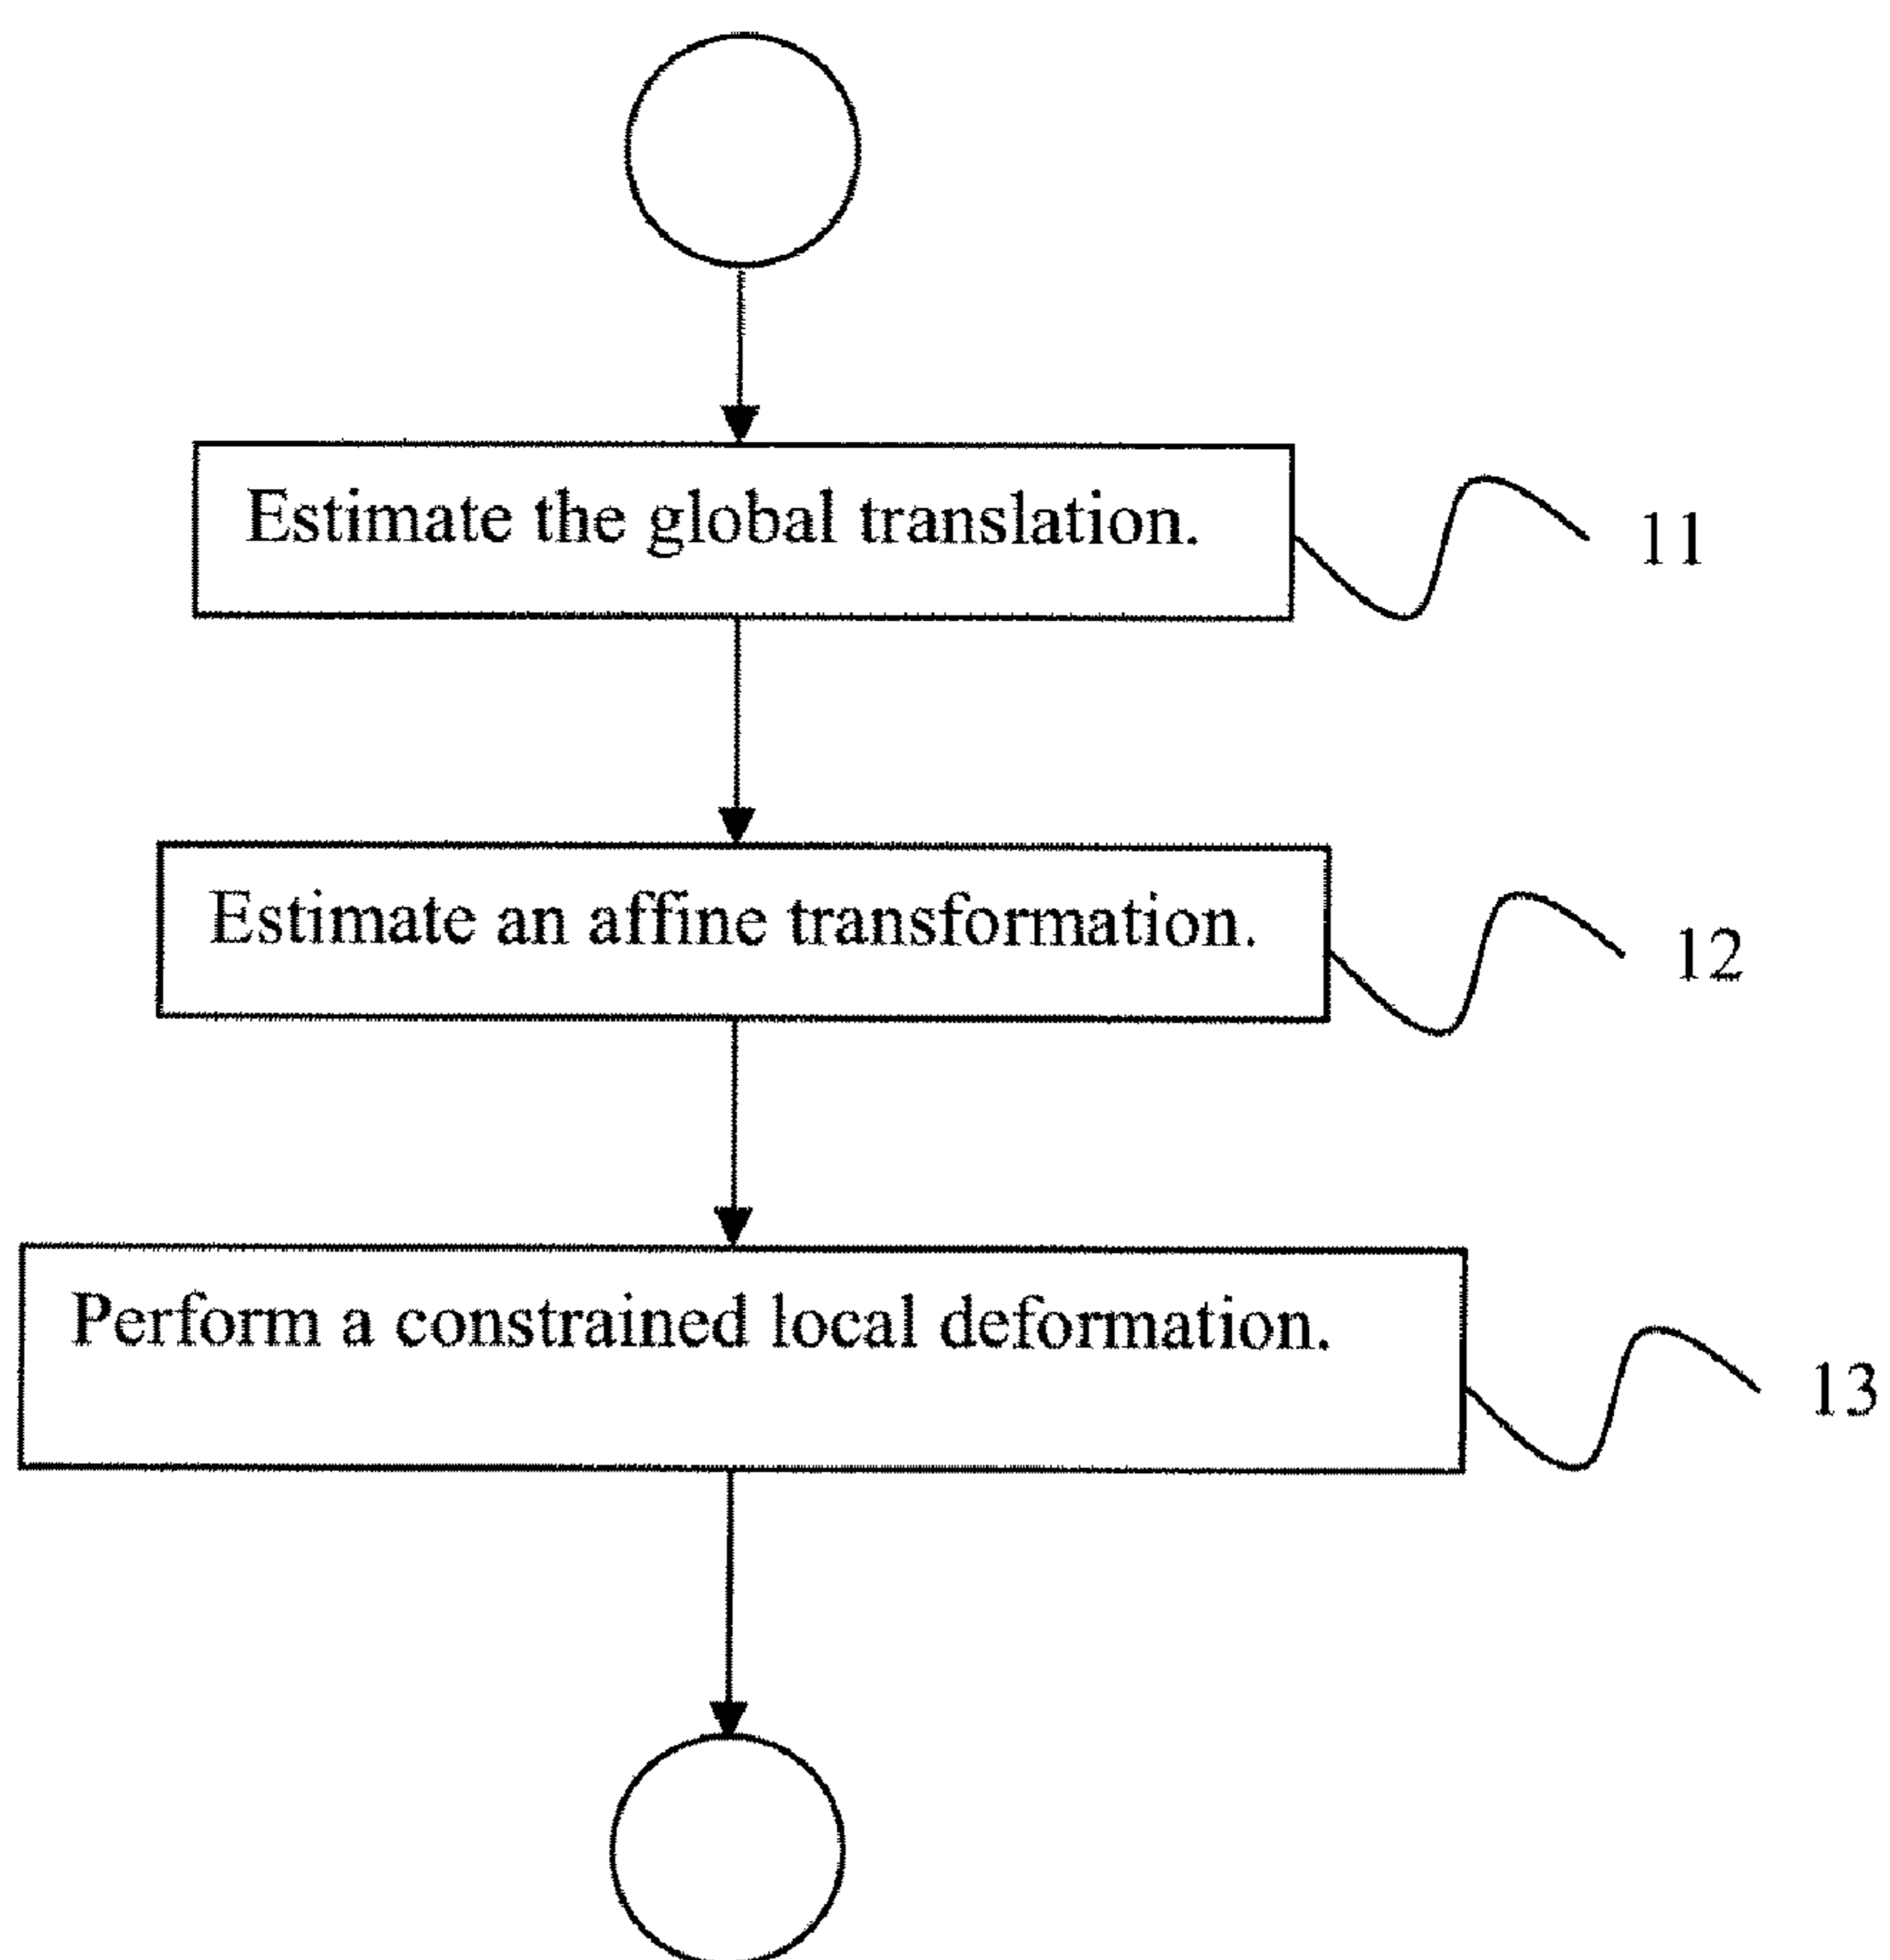 Estimate the global translation.
11
Estimate an affine transformation.
12
Perform a constrained local deformation.
13